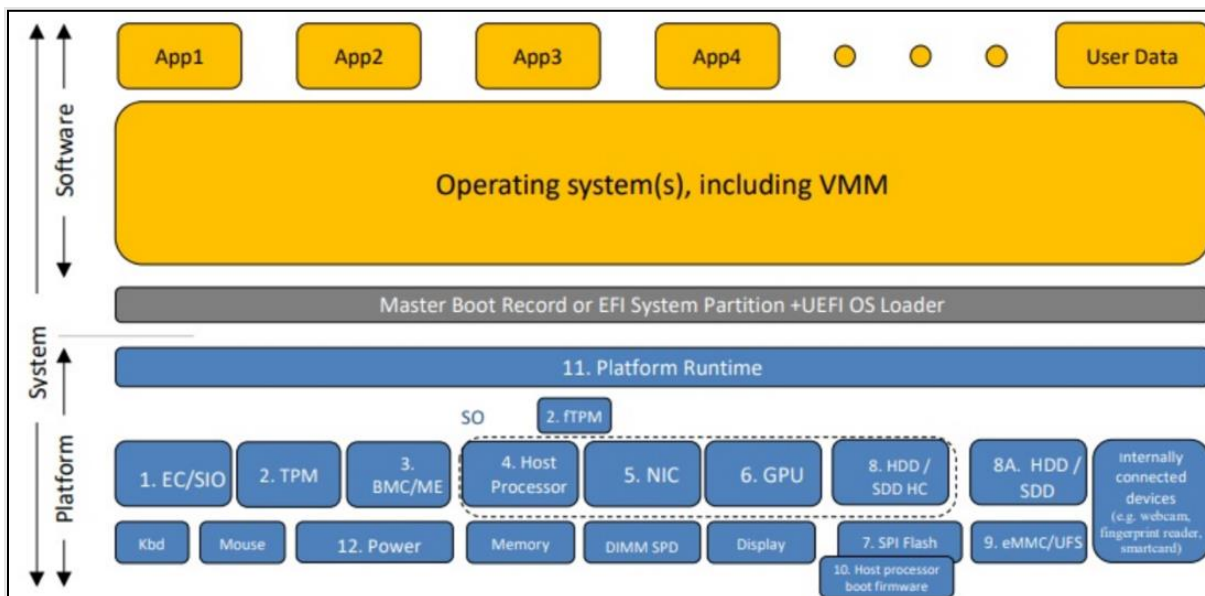 App1
App2
App3
App4
User Data
Software
Operating system(s), including VMM
Master Boot Record or EFI System Partition +UEFI OS Loader
System
11. Platform Runtime
SO
2. fTPM
Platform
1. EC/SIO
2. TPM
3.
BMC/ME
4. Host
Processor
5. NIC
6. GPU
8. HDD /
SDD HC
8A. HDD /
SDD
Internally
connected
devices
(e.g. webcam,
fingerprint reader,
smartcard)
Kbd
Mouse
12. Power
Memory
DIMM SPD
Display
7. SPI Flash
9. eMMC/UFS
10. Host processor
boot firmware